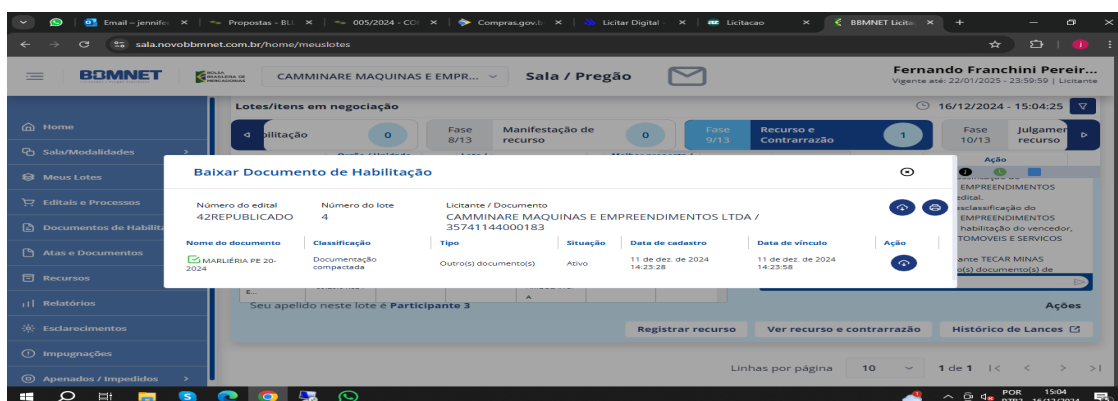 Email – jennife
Propostas - BLL
005/2024 - CO
Compras.gov.b
Licitar Digital -
Licitacao
BBMNET Licita
sala.novobbmnet.com.br/home/meuslotes
BBMNET
BOLSA BRASILEIRA DE MERCADORIAS
CAMMINARE MAQUINAS E EMPR...
Sala / Pregão
Fernando Franchini Pereir...
Vigente até: 22/01/2025 - 23:59:59 | Licitante
Home
Sala/Modalidades
Meus Lotes
Editais e Processos
Documentos de Habilit
Atas e Documentos
Recursos
Relatórios
Esclarecimentos
Impugnações
Apenados / Impedidos
Lotes/itens em negociação
16/12/2024 - 15:04:25
bilitação
0
Fase 8/13
Manifestação de recurso
0
Fase 9/13
Recurso e Contrarrazão
1
Fase 10/13
Julgamer recurso
Ação
EMPREENDIMENTOS
edital.
esclassificação do
EMPREENDIMENTOS
habilitação do vencedor,
TOMOVEIS E SERVICOS
ante TECAR MINAS
o(s) documento(s) de
Baixar Documento de Habilitação
Número do edital
42REPUBLICADO
Número do lote
4
Licitante / Documento
CAMMINARE MAQUINAS E EMPREENDIMENTOS LTDA /
35741144000183
Nome do documento
Classificação
Tipo
Situação
Data de cadastro
Data de vínculo
Ação
MARLIÉRIA PE 20-
2024
Documentação
compactada
Outro(s) documento(s)
Ativo
11 de dez. de 2024
14:23:28
11 de dez. de 2024
14:23:58
E...
A
Seu apelido neste lote é Participante 3
Ações
Registrar recurso
Ver recurso e contrarrazão
Histórico de Lances
Linhas por página
10
1 de 1
POR
PTB2
15:04
16/12/2024